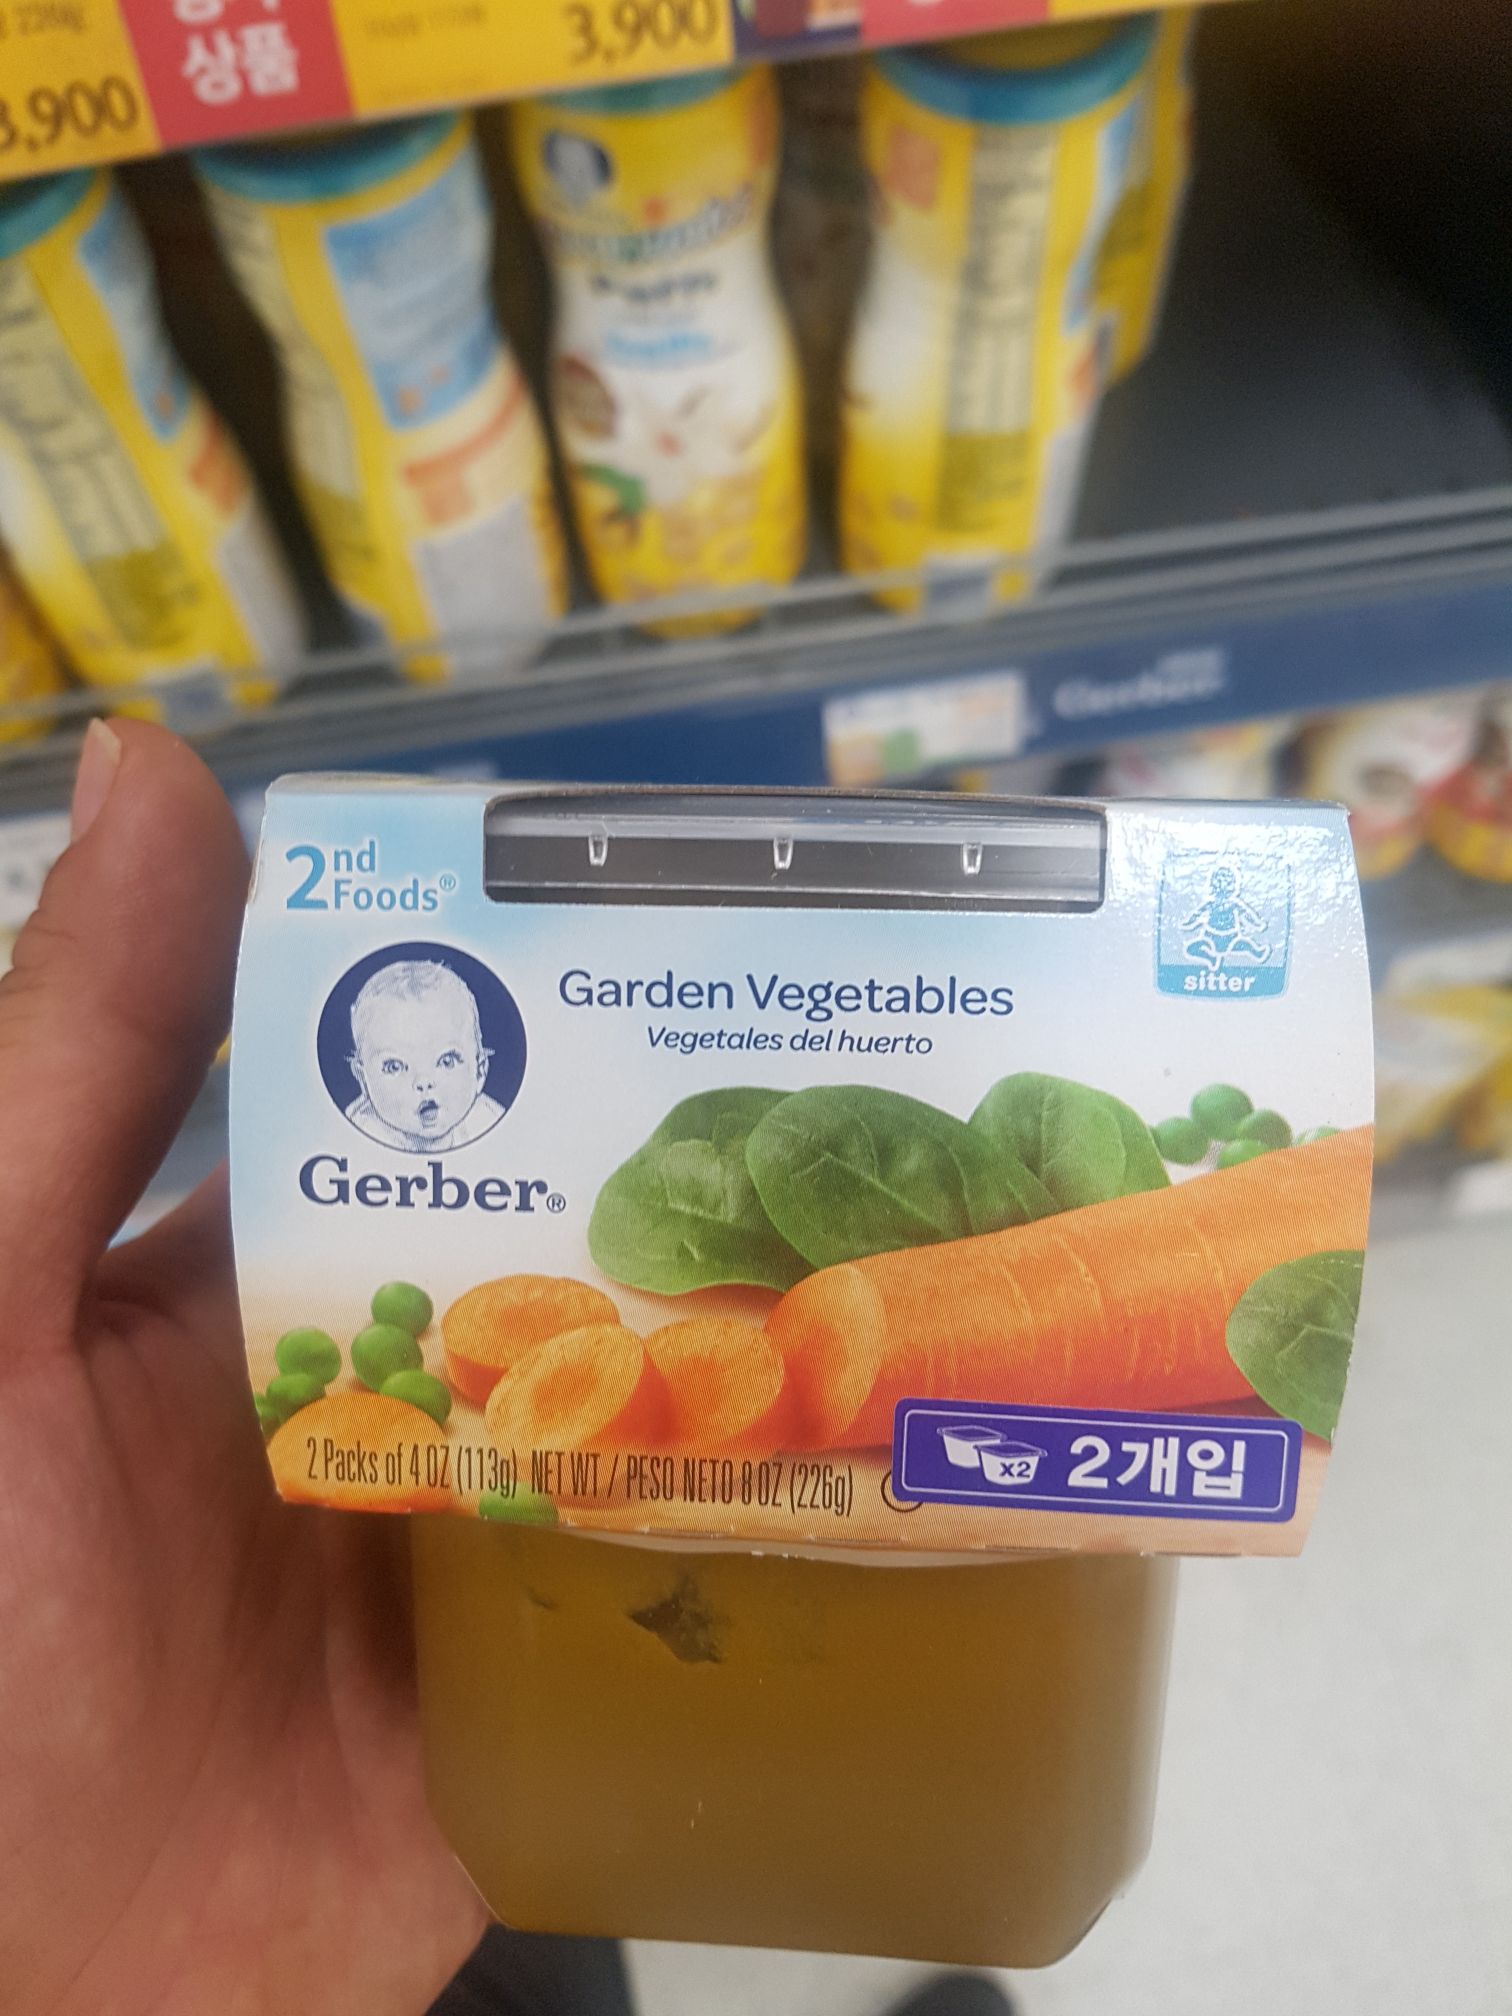 상품
3,900
3,900
Gerber
2nd Foods®
sitter
Garden Vegetables
Vegetales del huerto
Gerber®
2 Packs of 4 OZ (113g) NET WT / PESO NETO 8 OZ (226g)
x2 2개입